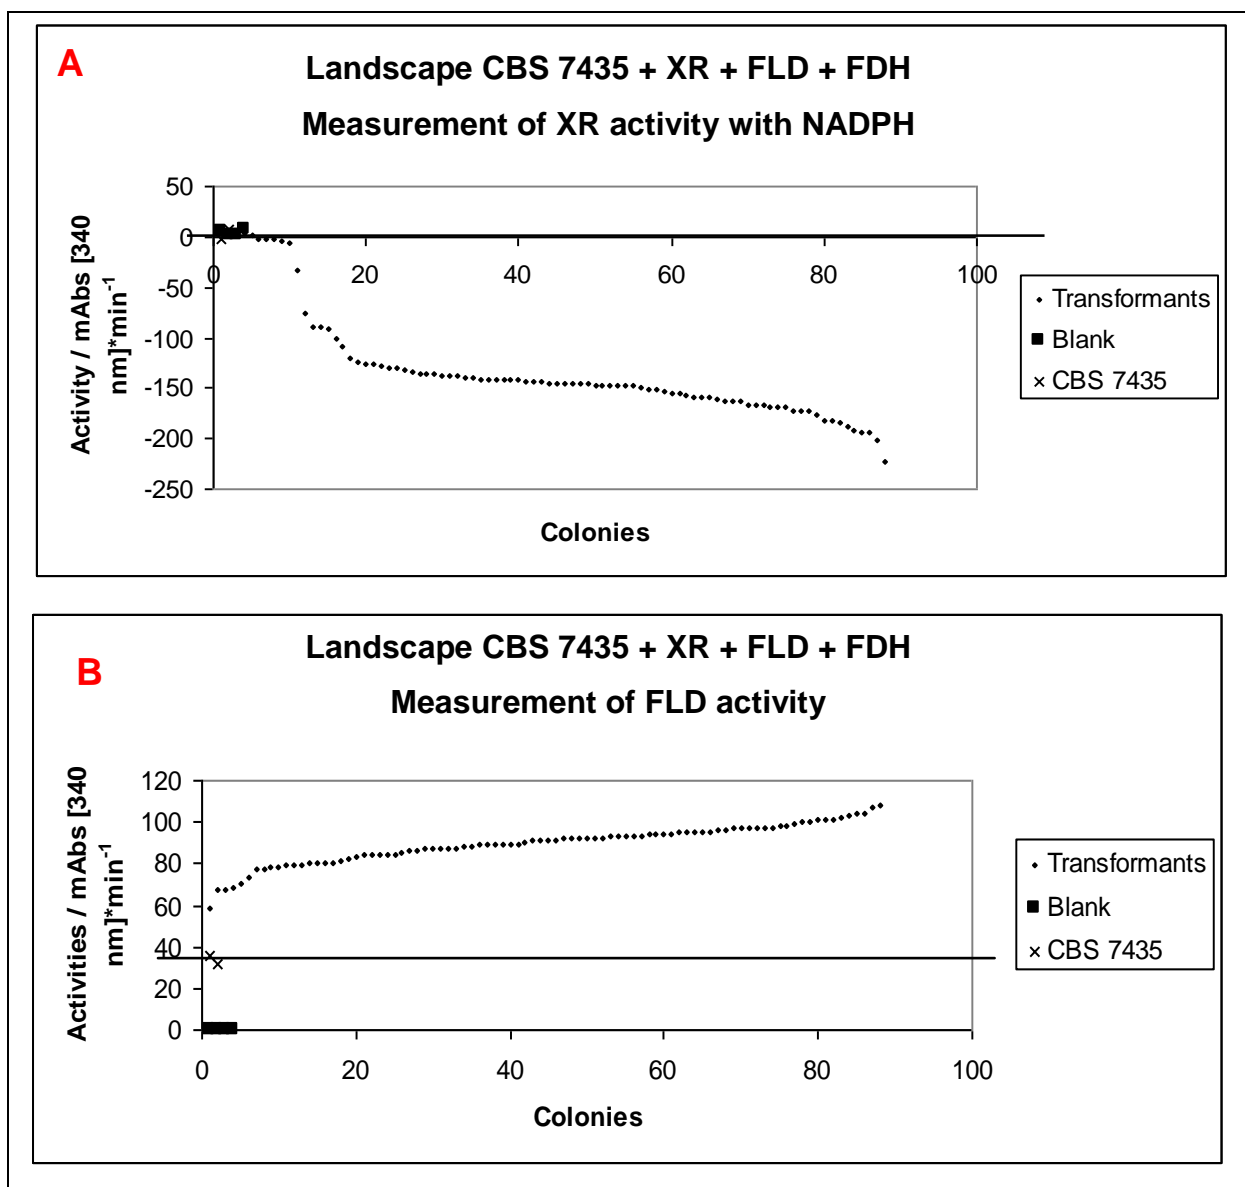 A
Landscape CBS 7435 + XR + FLD + FDH
Measurement of XR activity with NADPH
Activity / mAbs [340
nm]*min⁻¹
50
0
-50
-100
-150
-200
-250
0 20 40 60 80 100
Colonies
Transformants
Blank
CBS 7435
B
Landscape CBS 7435 + XR + FLD + FDH
Measurement of FLD activity
Activities / mAbs [340
nm]*min⁻¹
120
100
80
60
40
20
0
0 20 40 60 80 100
Colonies
Transformants
Blank
CBS 7435